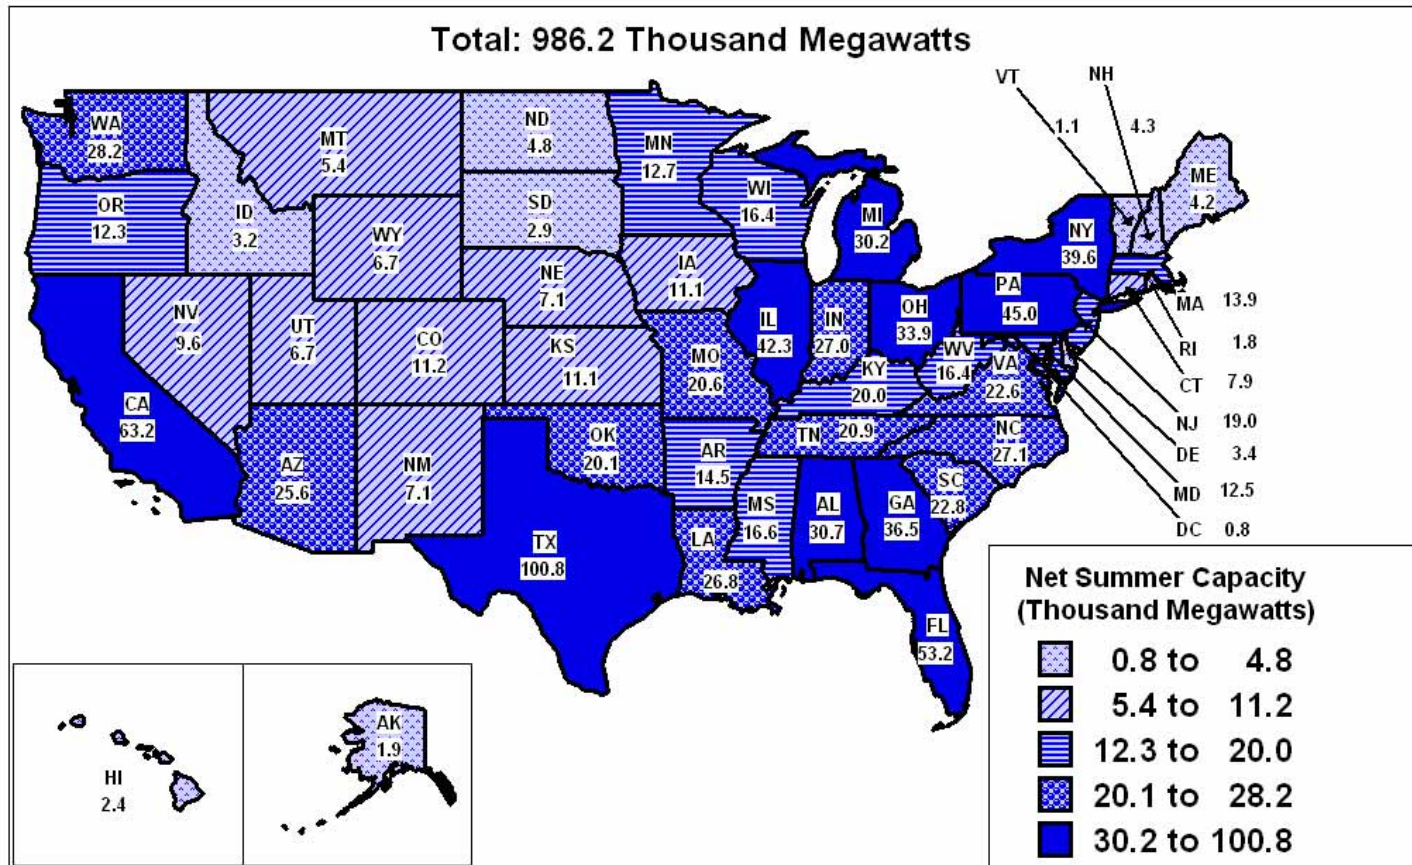 Total: 986.2 Thousand Megawatts
VT
NH
1.1
4.3
WA
28.2
MT
5.4
ND
4.8
MN
12.7
ME
4.2
OR
12.3
ID
3.2
WY
6.7
SD
2.9
WI
16.4
MI
30.2
NY
39.6
NV
9.6
UT
6.7
CO
11.2
NE
7.1
KS
11.1
IA
11.1
MO
20.6
IL
42.3
IN
27.0
OH
33.9
PA
45.0
WV
16.4
VA
22.6
KY
20.0
MA 13.9
RI 1.8
CT 7.9
NJ 19.0
DE 3.4
MD 12.5
DC 0.8
CA
63.2
AZ
25.6
NM
7.1
OK
20.1
AR
14.5
TN 20.9
NC
27.1
SC
22.8
MS
16.6
AL
30.7
GA
36.5
TX
100.8
LA
26.8
FL
53.2
HI
2.4
AK
1.9
Net Summer Capacity
(Thousand Megawatts)
0.8 to 4.8
5.4 to 11.2
12.3 to 20.0
20.1 to 28.2
30.2 to 100.8